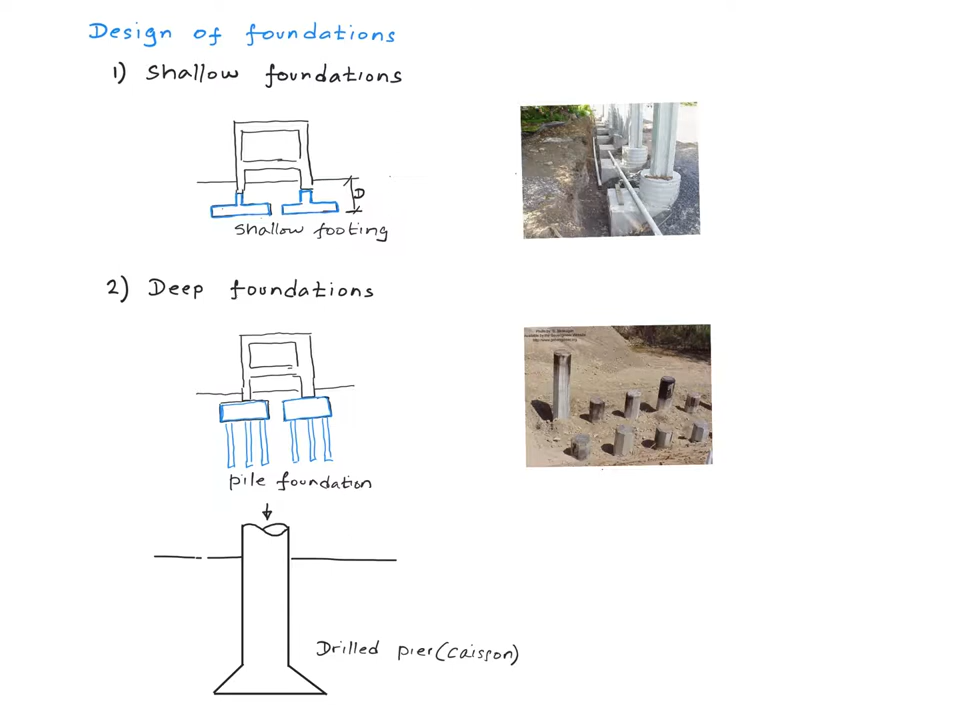 Design of foundations
1) Shallow foundations
D
shallow footing
2) Deep foundations
pile foundation
Drilled pier(caisson)